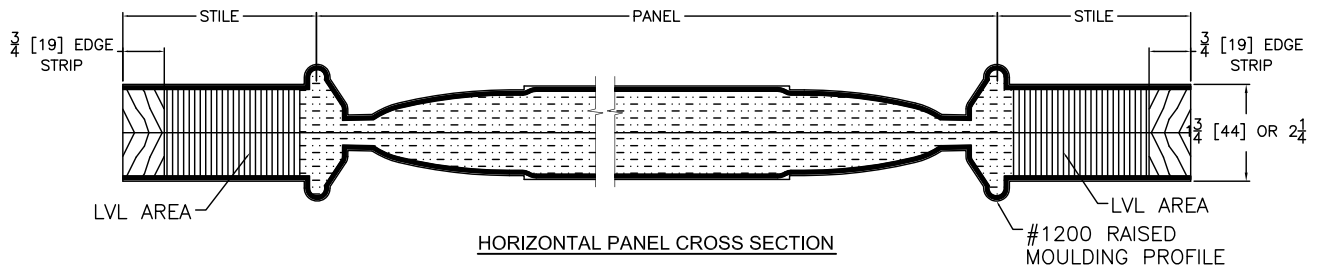 STILE PANEL STILE
3/4 [19] EDGE
STRIP
3/4 [19] EDGE
STRIP
1 3/4 [44] OR 2 1/4
LVL AREA
LVL AREA
#1200 RAISED
MOULDING PROFILE
HORIZONTAL PANEL CROSS SECTION